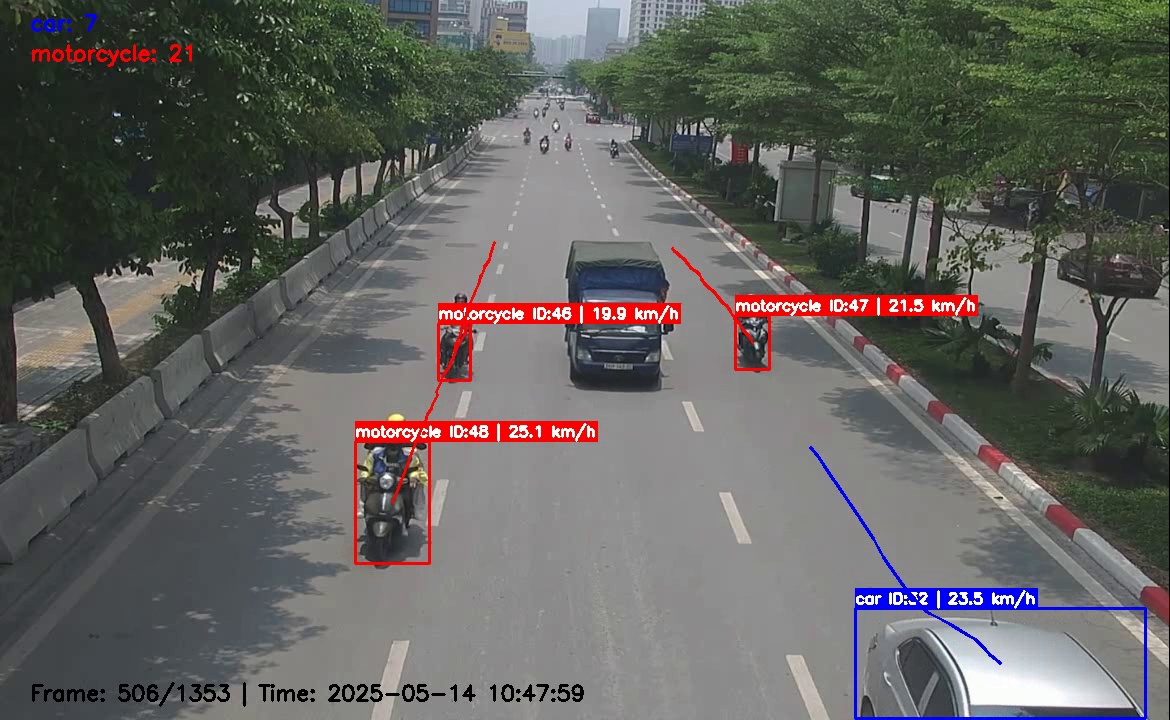 car: 7
motorcycle: 21
motorcycle ID:47 | 21.5 km/h
motorcycle ID:46 | 19.9 km/h
motorcycle ID:48 | 25.1 km/h
car ID:32 | 23.5 km/h
Frame: 506/1353 | Time: 2025-05-14 10:47:59